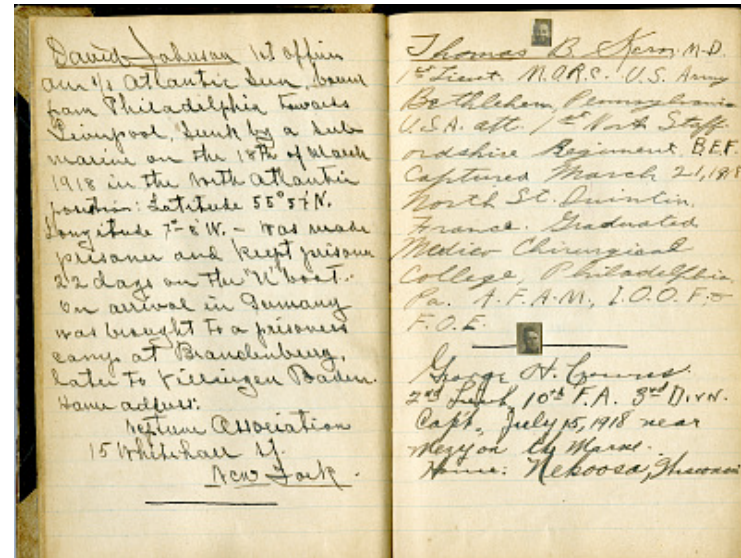 David Johnson 1st Officer
am s/s Atlantic Sun, bound
from Philadelphia towards
Liverpool, Sunk by a sub
marine on the 18th of March
1918 in the North Atlantic
position: Latitude 55° 57 N.
Longitude 7-8 W. - Was made
prisoner and kept prisoner
22 days on the "U" boat.
On arrival in Germany
was brought to a prisoners
camp at Brandenburg,
later to Villingen Baden.
Home address:
Neptune Association
15 Whitehall St.
New York.
Thomas B. M.D.
1st Lieut. M.O.R.C. U.S. Army
Bethlehem, Pennsylvania
U.S.A. att. 1st North Staff-
ordshire Regiment, B.E.F.
Captured March 21, 1918
North St. Quintin,
France. Graduated
Medico Chirurgical
College, Philadelphia,
Pa. A.F.A.M., I.O.O.F. &
F.O.E.
George H.
2nd Lieut. 10th F.A. 3rd Divn.
Capt. July 15, 1918 near
Mezy on Marne.
Home: Nekoosa, Wisconsin